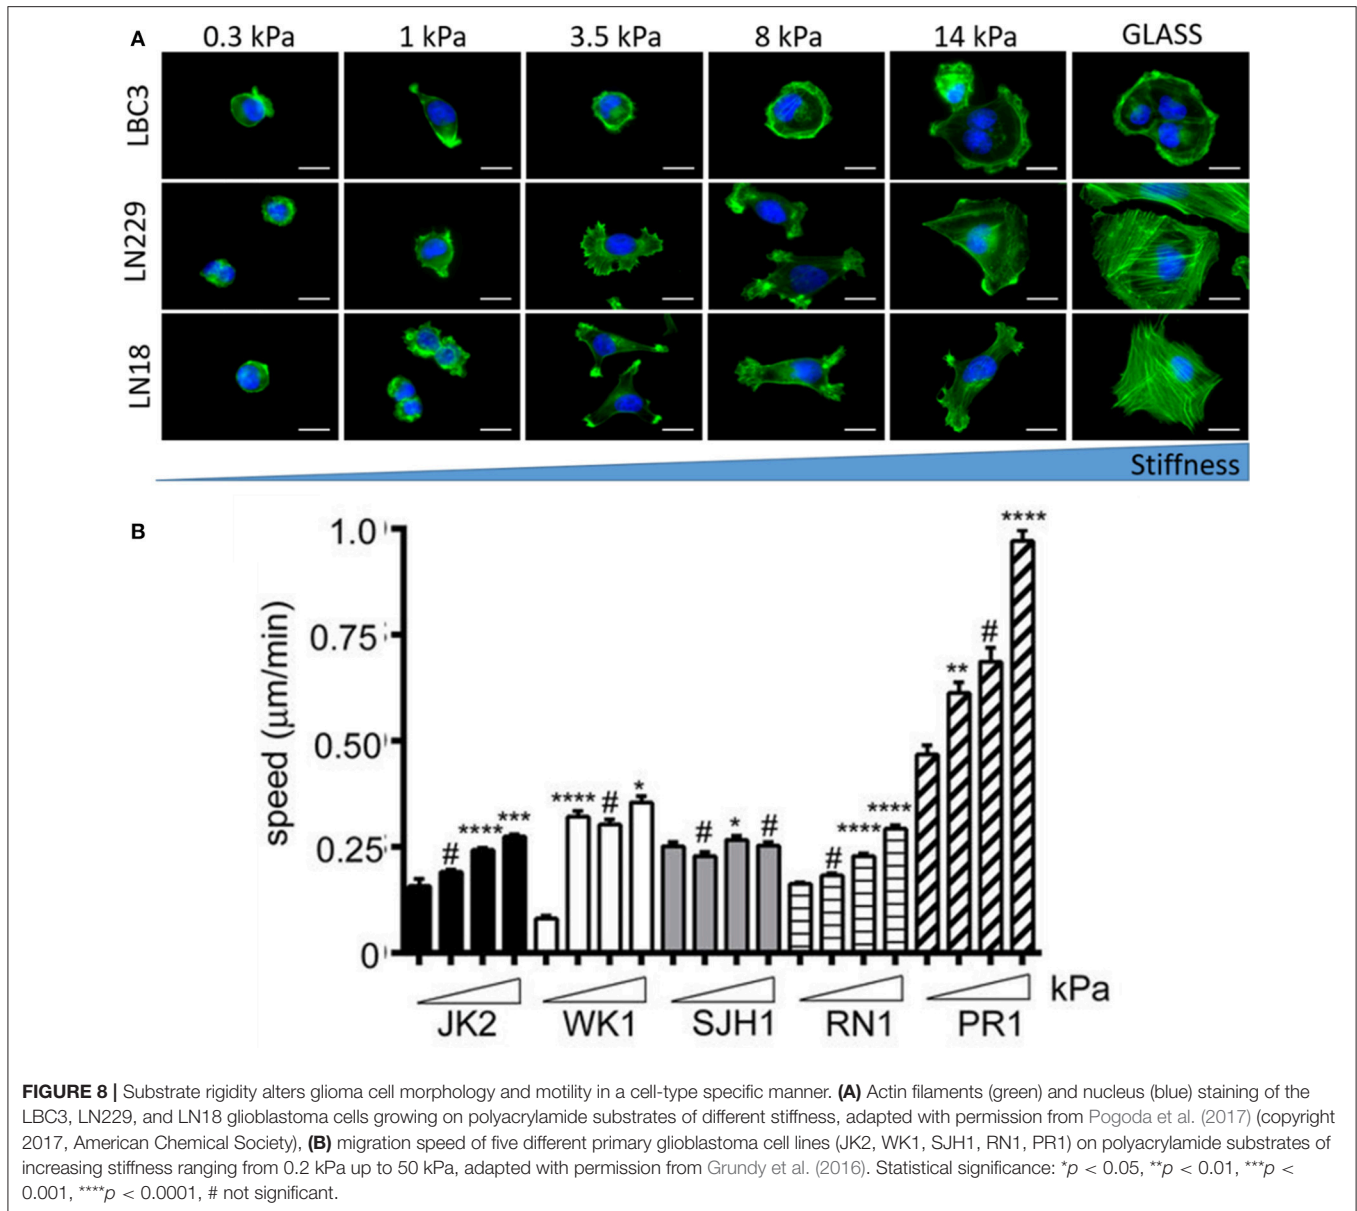 A
0.3 kPa 1 kPa 3.5 kPa 8 kPa 14 kPa GLASS
LBC3
LN229
LN18
Stiffness
B
speed (μm/min)
1.0
0.75
0.50
0.25
0
# **** ***
**** # *
# * #
# **** ****
** # ****
kPa
JK2 WK1 SJH1 RN1 PR1
FIGURE 8 | Substrate rigidity alters glioma cell morphology and motility in a cell-type specific manner. (A) Actin filaments (green) and nucleus (blue) staining of the
LBC3, LN229, and LN18 glioblastoma cells growing on polyacrylamide substrates of different stiffness, adapted with permission from Pogoda et al. (2017) (copyright
2017, American Chemical Society), (B) migration speed of five different primary glioblastoma cell lines (JK2, WK1, SJH1, RN1, PR1) on polyacrylamide substrates of
increasing stiffness ranging from 0.2 kPa up to 50 kPa, adapted with permission from Grundy et al. (2016). Statistical significance: *p < 0.05, **p < 0.01, ***p <
0.001, ****p < 0.0001, # not significant.